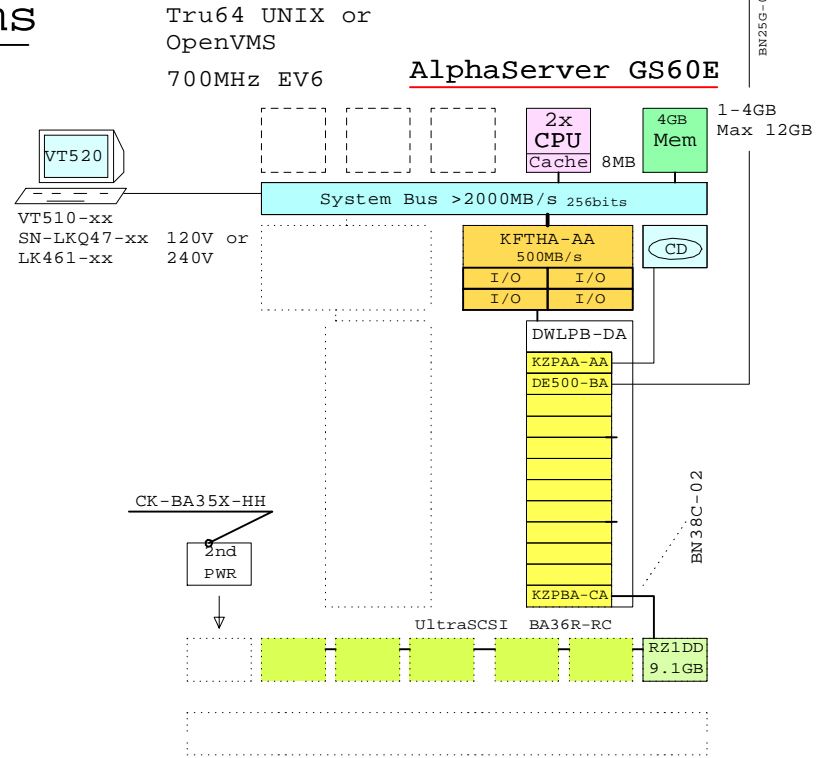 ns
Tru64 UNIX or
OpenVMS
700MHz EV6
AlphaServer GS60E
BN25G-0
VT520
2x
CPU
Cache
8MB
4GB
Mem
1-4GB
Max 12GB
System Bus >2000MB/s 256bits
VT510-xx
SN-LKQ47-xx 120V or
LK461-xx 240V
KFTHA-AA
500MB/s
I/O I/O
I/O I/O
CD
DWLPB-DA
KZPAA-AA
DE500-BA
CK-BA35X-HH
2nd
PWR
BN38C-02
KZPBA-CA
UltraSCSI BA36R-RC
RZ1DD
9.1GB